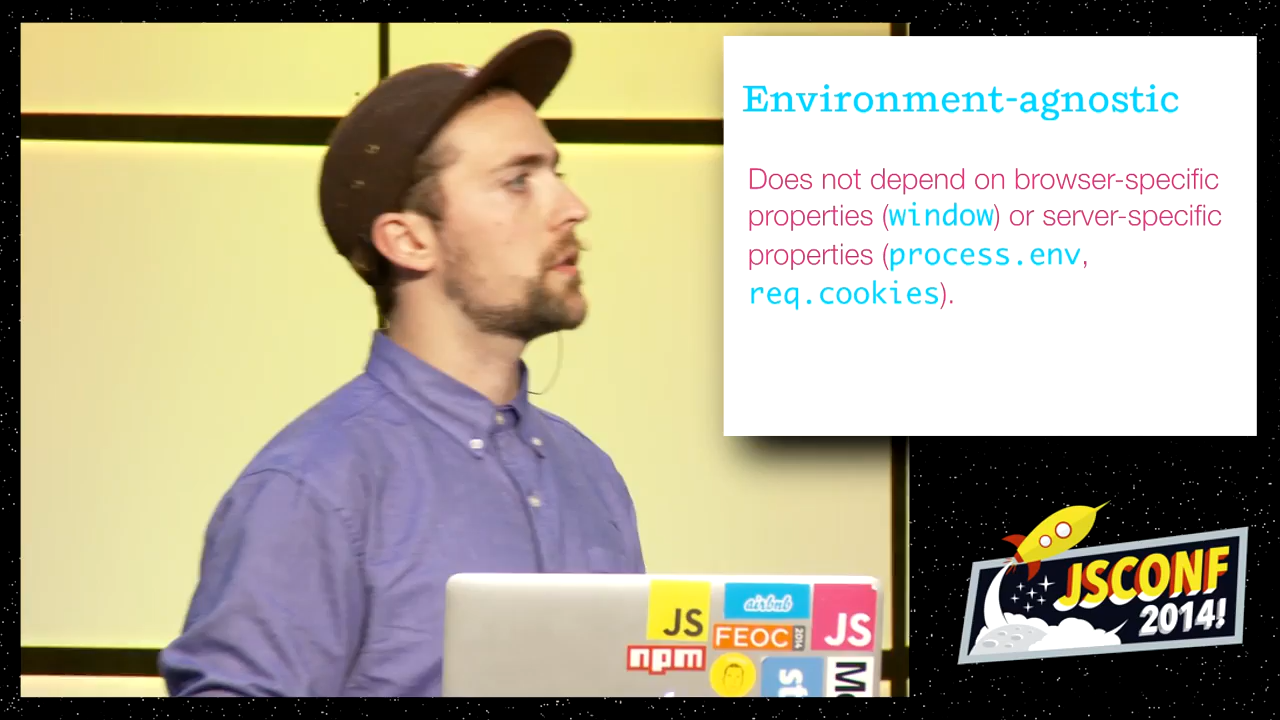 Environment-agnostic
Does not depend on browser-specific
properties (window) or server-specific
properties (process.env,
req.cookies).
JSCONF
2014!
JS
airbnb
JS
FEOC 2014
npm